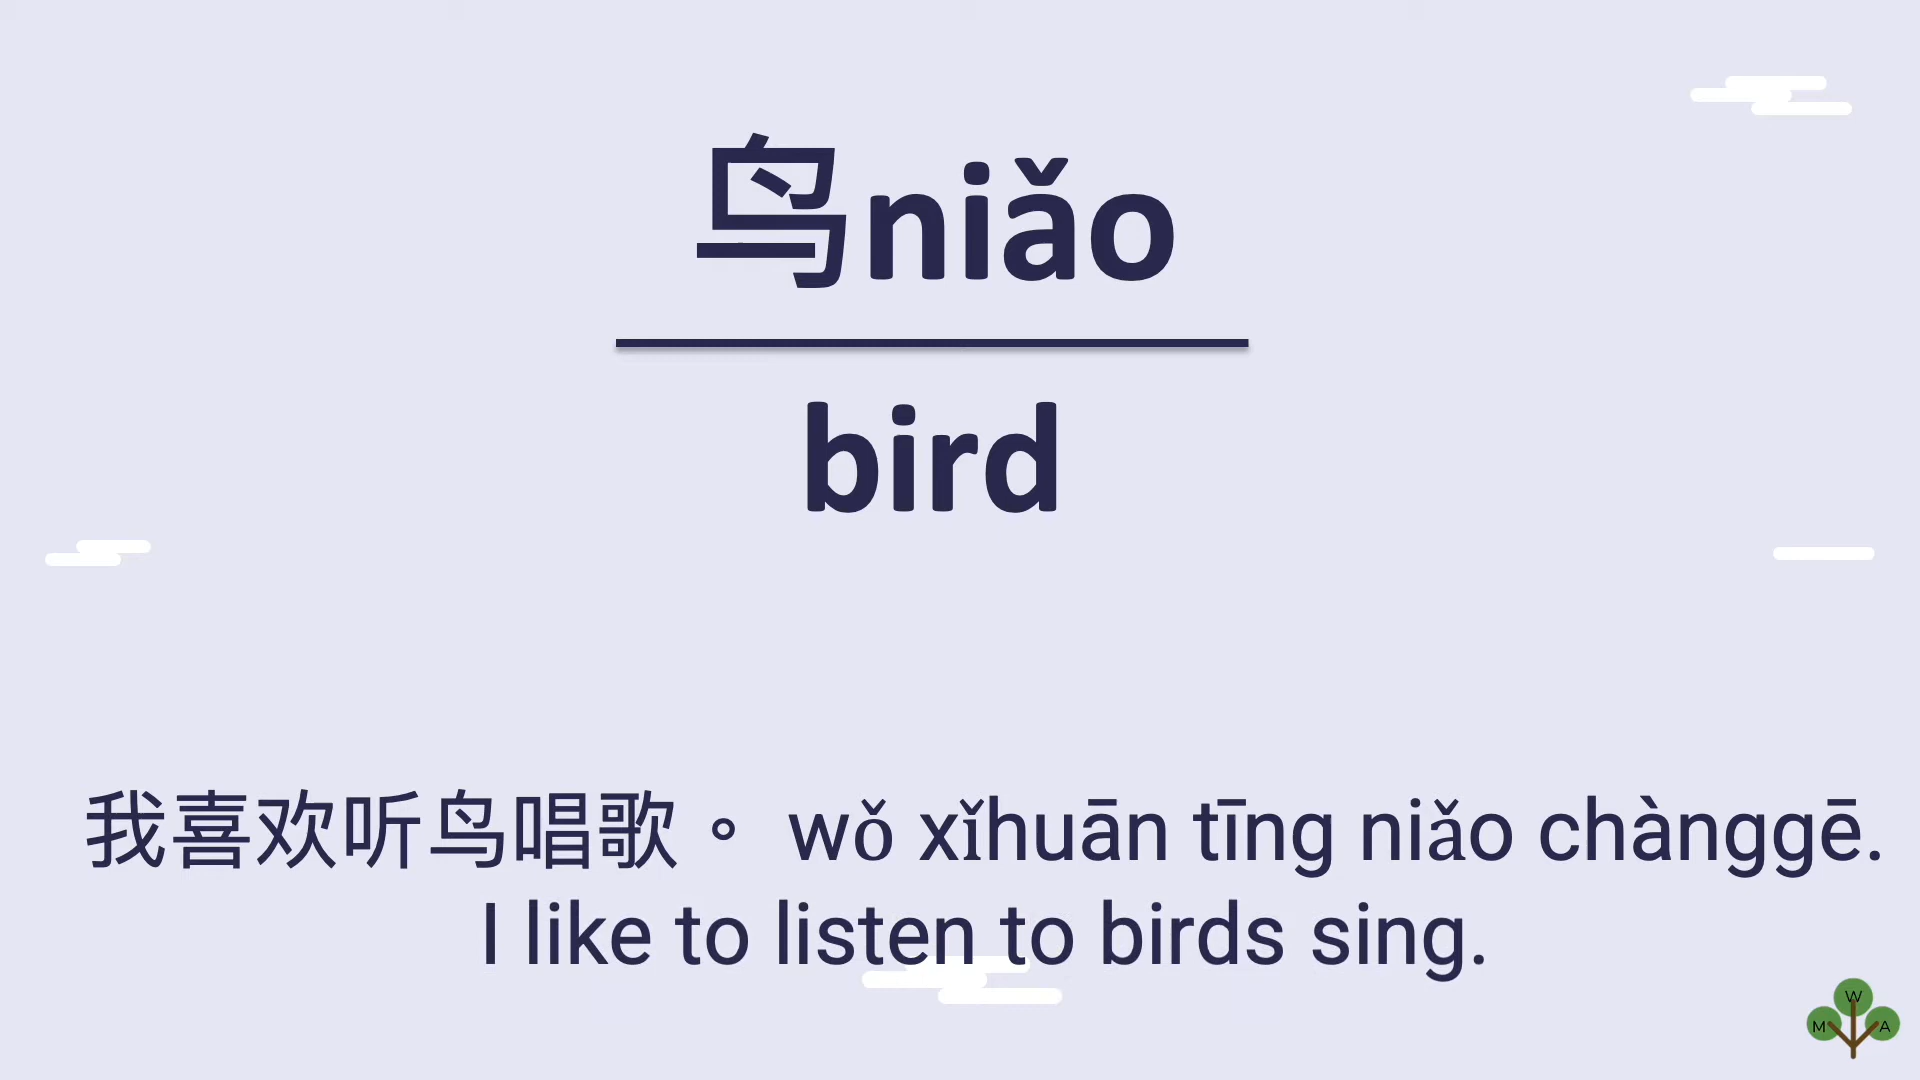 鸟niǎo
bird
我喜欢听鸟唱歌。 wǒ xǐhuān tīng niǎo chànggē.
I like to listen to birds sing.
W
M A